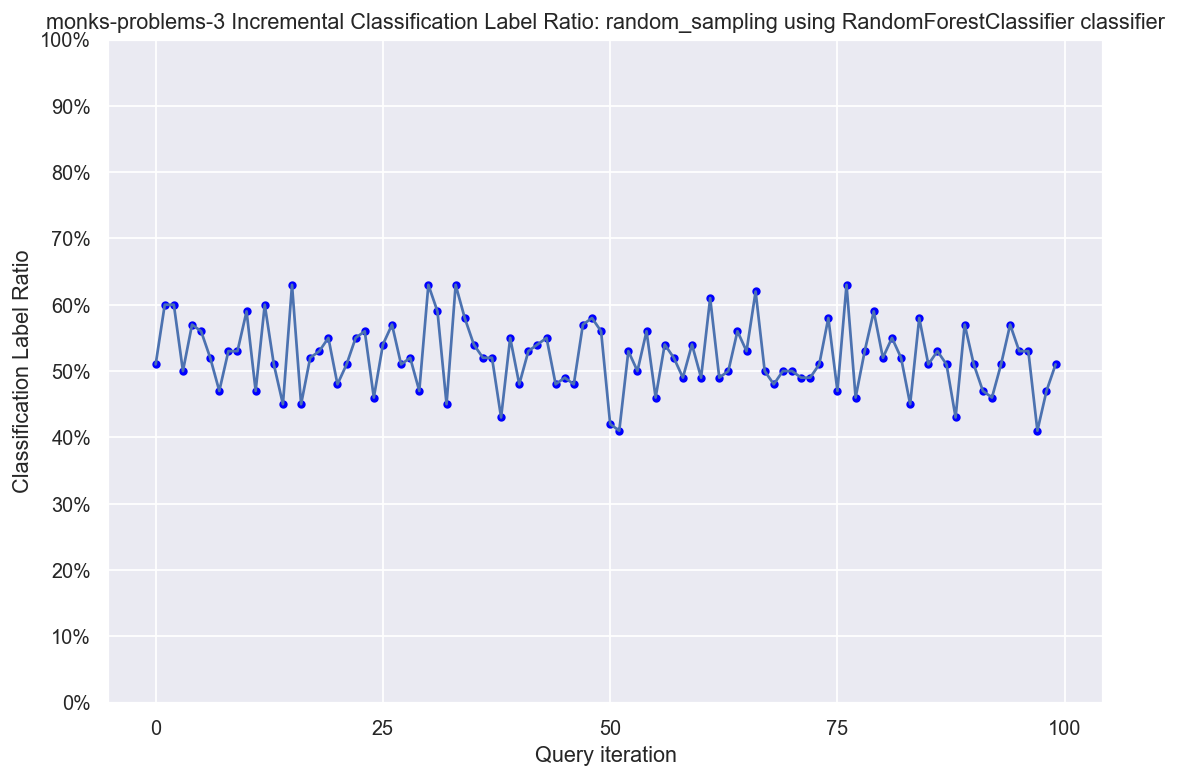 monks-problems-3 Incremental Classification Label Ratio: random_sampling using RandomForestClassifier classifier
100%
90%
80%
70%
60%
50%
40%
30%
20%
10%
0%
Classification Label Ratio
0 25 50 75 100
Query iteration